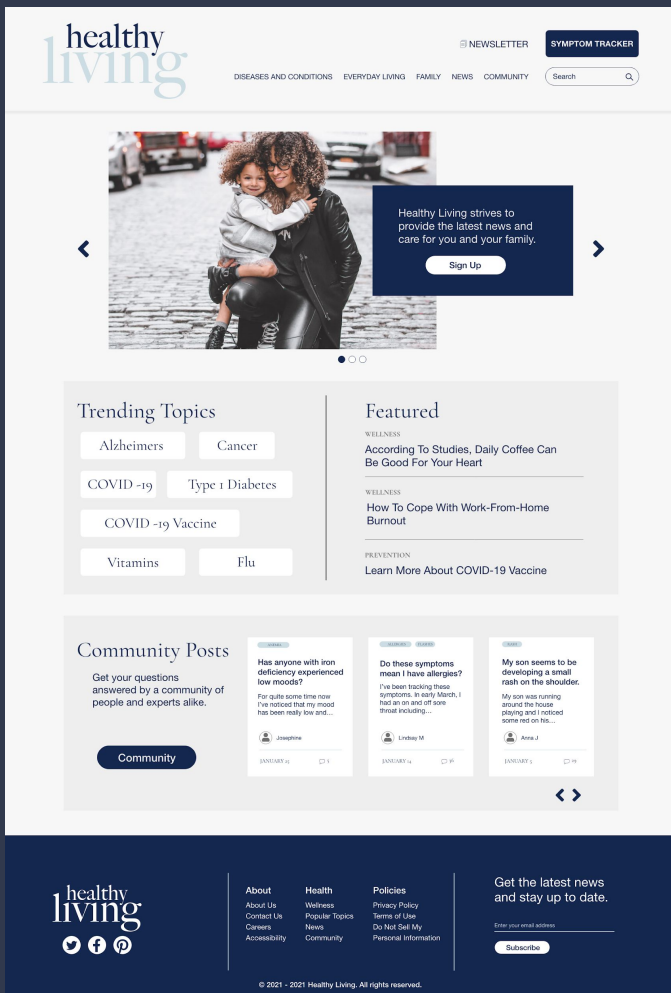 healthy
living
NEWSLETTER
SYMPTOM TRACKER
DISEASES AND CONDITIONS EVERYDAY LIVING FAMILY NEWS COMMUNITY
Search
Healthy Living strives to
provide the latest news and
care for you and your family.
Sign Up
Trending Topics
Alzheimers
Cancer
COVID -19
Type 1 Diabetes
COVID -19 Vaccine
Vitamins
Flu
Featured
WELLNESS
According To Studies, Daily Coffee Can
Be Good For Your Heart
WELLNESS
How To Cope With Work-From-Home
Burnout
PREVENTION
Learn More About COVID-19 Vaccine
Community Posts
Get your questions
answered by a community of
people and experts alike.
Community
Has anyone with iron
deficiency experienced
low moods?
For quite some time now
I've noticed that my mood
has been really low and...
Josephine
Do these symptoms
mean I have allergies?
I've been tracking these
symptoms. In early March, I
had an on and off sore
throat including...
Lindsay M
JANUARY 14
My son seems to be
developing a small
rash on the shoulder.
My son was running
around the house
playing and I noticed
some red on his...
Anna J
healthy
living
About
About Us
Contact Us
Careers
Accessibility
Health
Wellness
Popular Topics
News
Community
Policies
Privacy Policy
Terms of Use
Do Not Sell My
Personal Information
Get the latest news
and stay up to date.
Enter your email address
Subscribe
© 2021 - 2021 Healthy Living. All rights reserved.